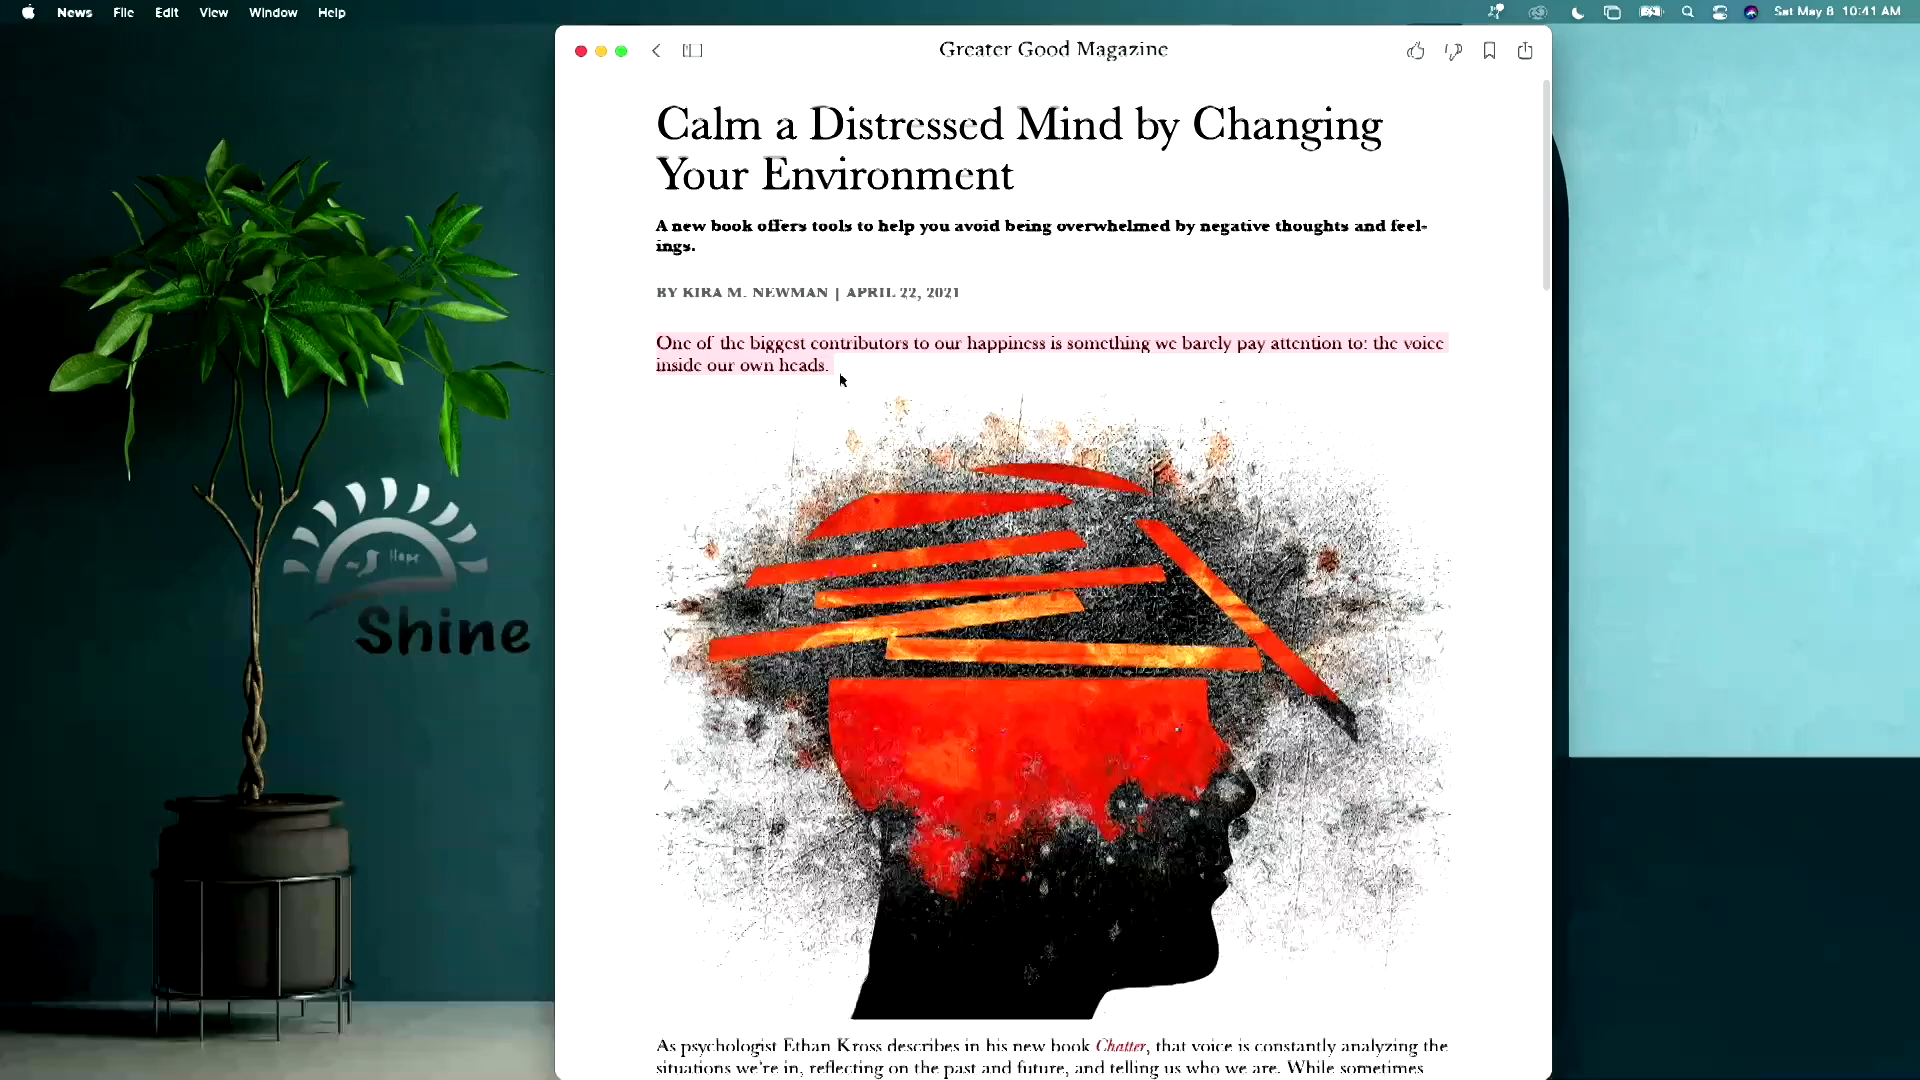 News File Edit View Window Help
Sat May 8 10:41 AM
Greater Good Magazine
Calm a Distressed Mind by Changing
Your Environment
A new book offers tools to help you avoid being overwhelmed by negative thoughts and feel-
ings.
BY KIRA M. NEWMAN | APRIL 22, 2021
One of the biggest contributors to our happiness is something we barely pay attention to: the voice
inside our own heads.
Hope
Shine
As psychologist Ethan Kross describes in his new book Chatter, that voice is constantly analyzing the
situations we're in, reflecting on the past and future, and telling us who we are. While sometimes